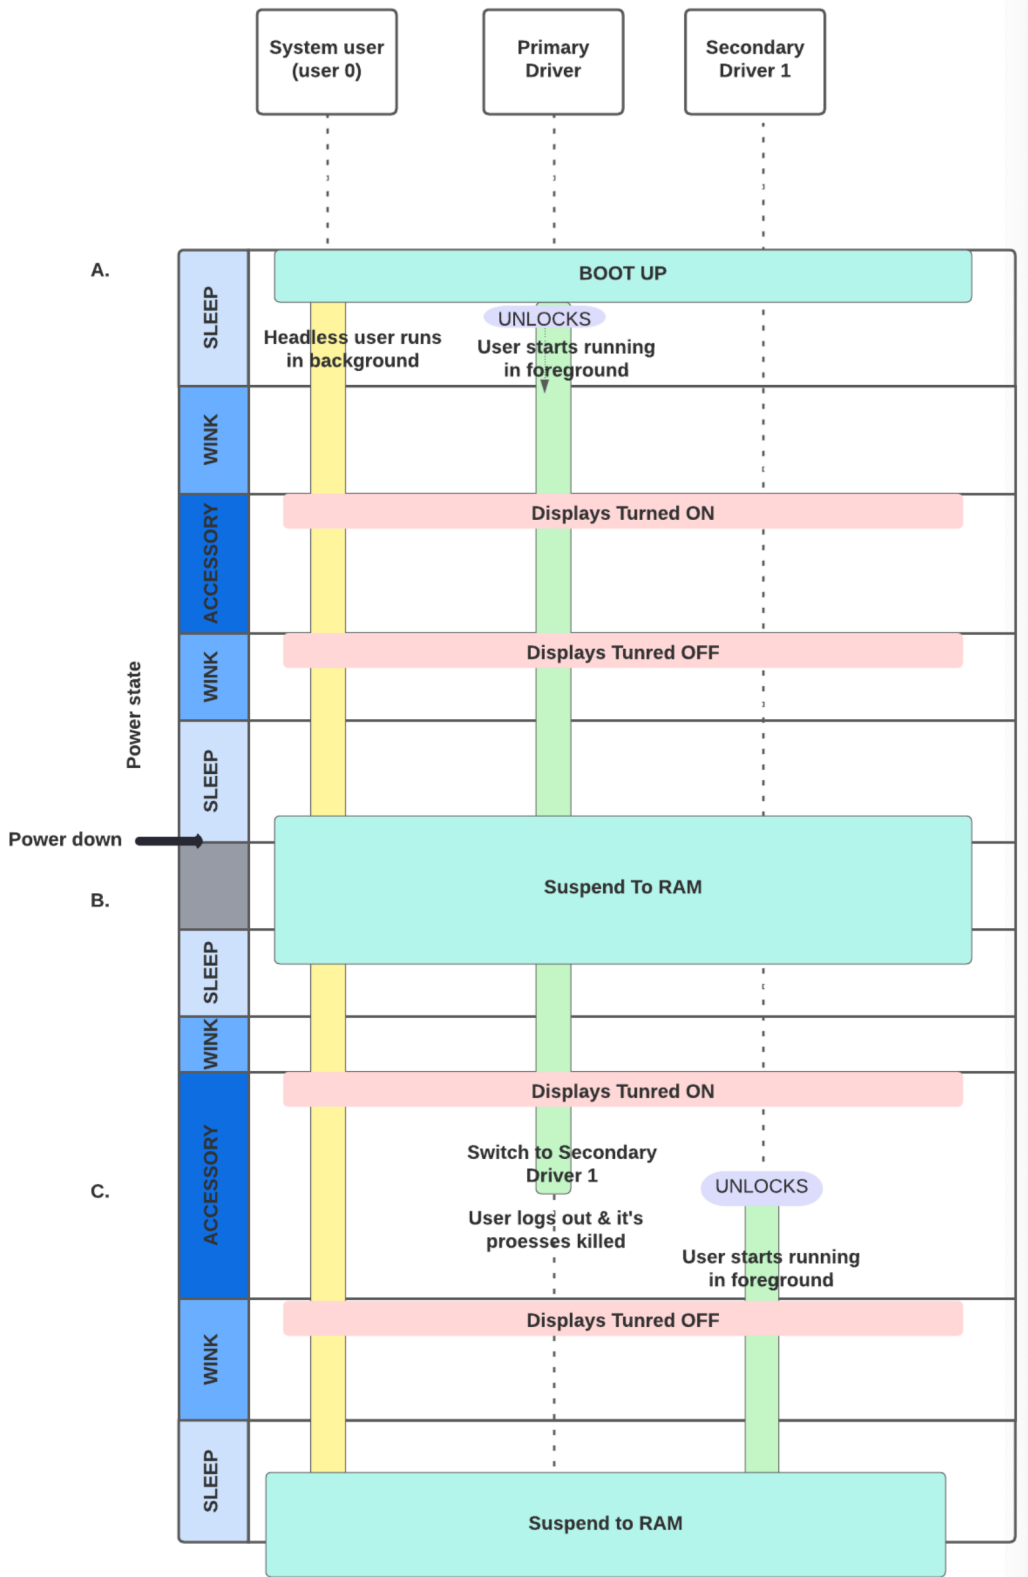 System user
(user 0)
Primary
Driver
Secondary
Driver 1
A.
SLEEP
BOOT UP
UNLOCKS
Headless user runs
in background
User starts running
in foreground
WINK
ACCESSORY
Displays Turned ON
WINK
Displays Tunred OFF
Power state
SLEEP
Power down
Suspend To RAM
B.
SLEEP
WINK
ACCESSORY
Displays Tunred ON
Switch to Secondary
Driver 1
C.
UNLOCKS
User logs out & it's
proesses killed
User starts running
in foreground
WINK
Displays Tunred OFF
SLEEP
Suspend to RAM